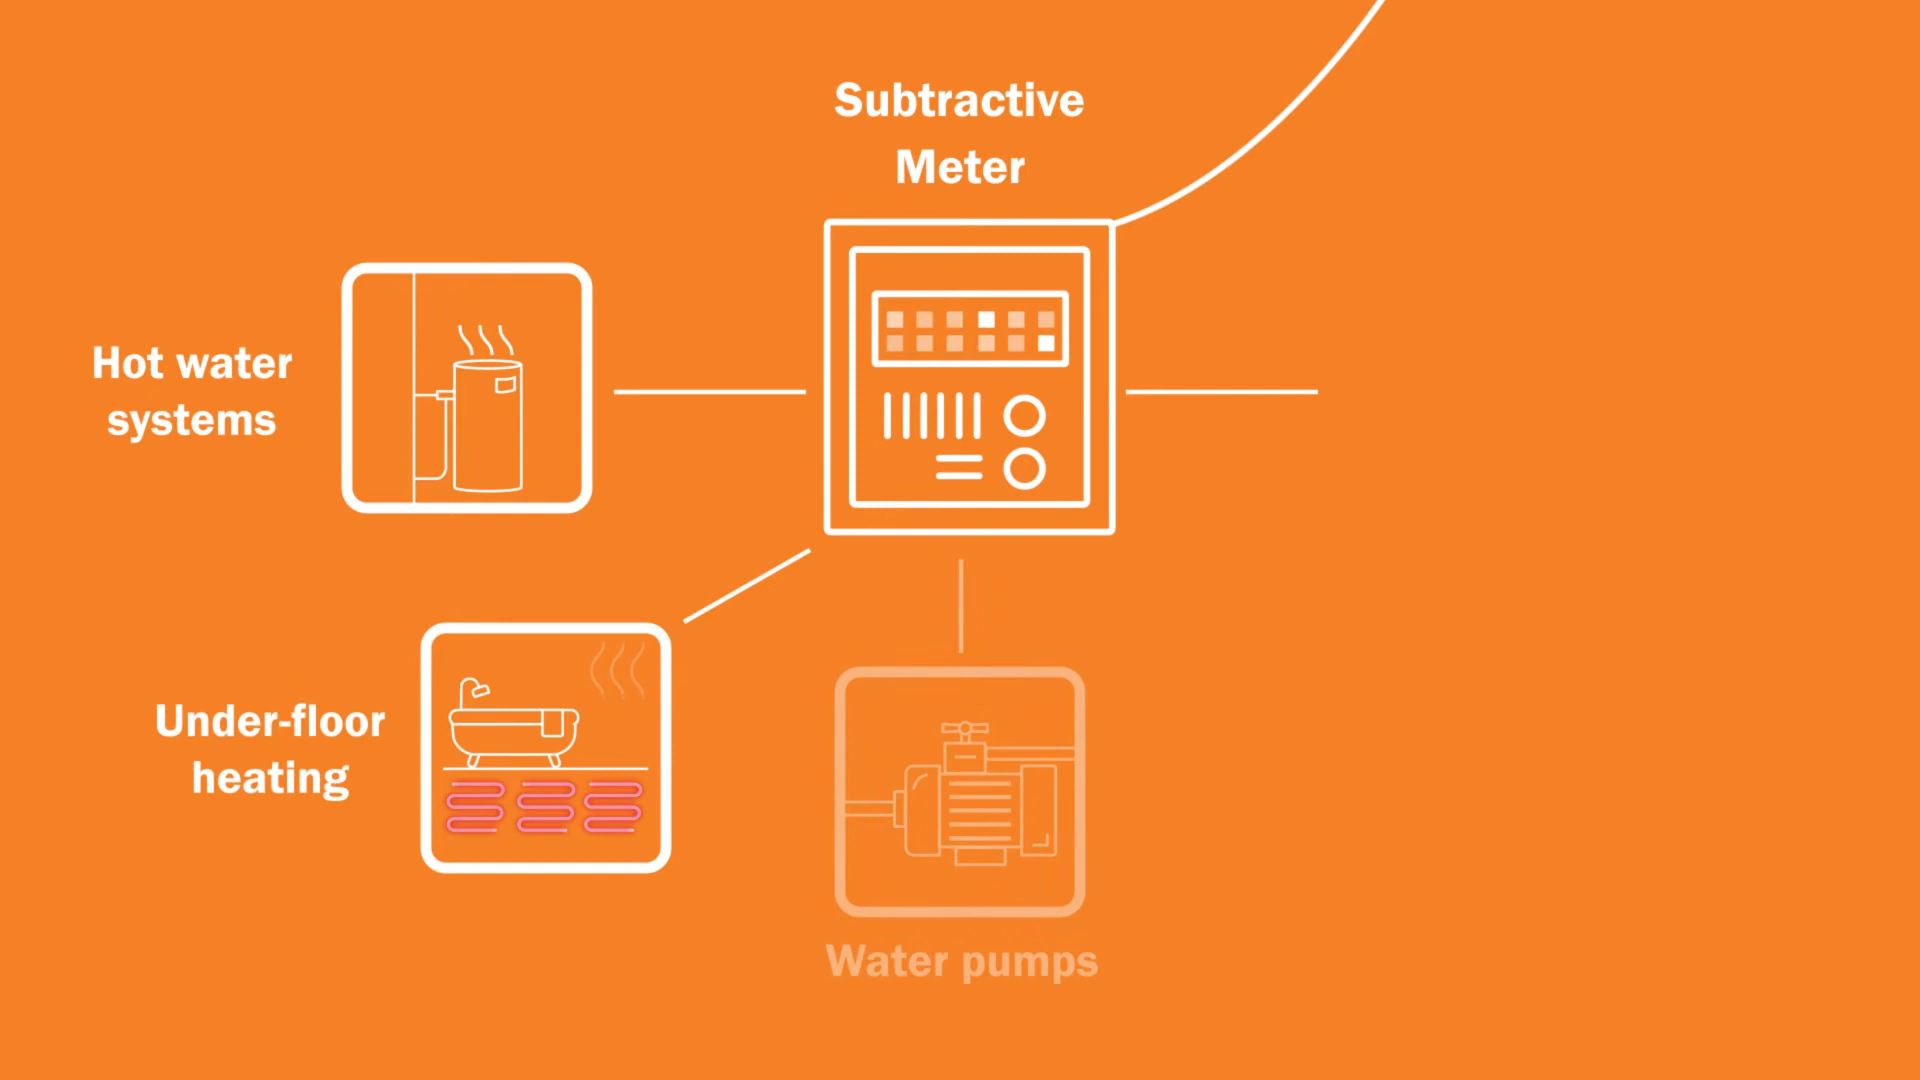 Subtractive
Meter
Hot water
systems
Under-floor
heating
Water pumps